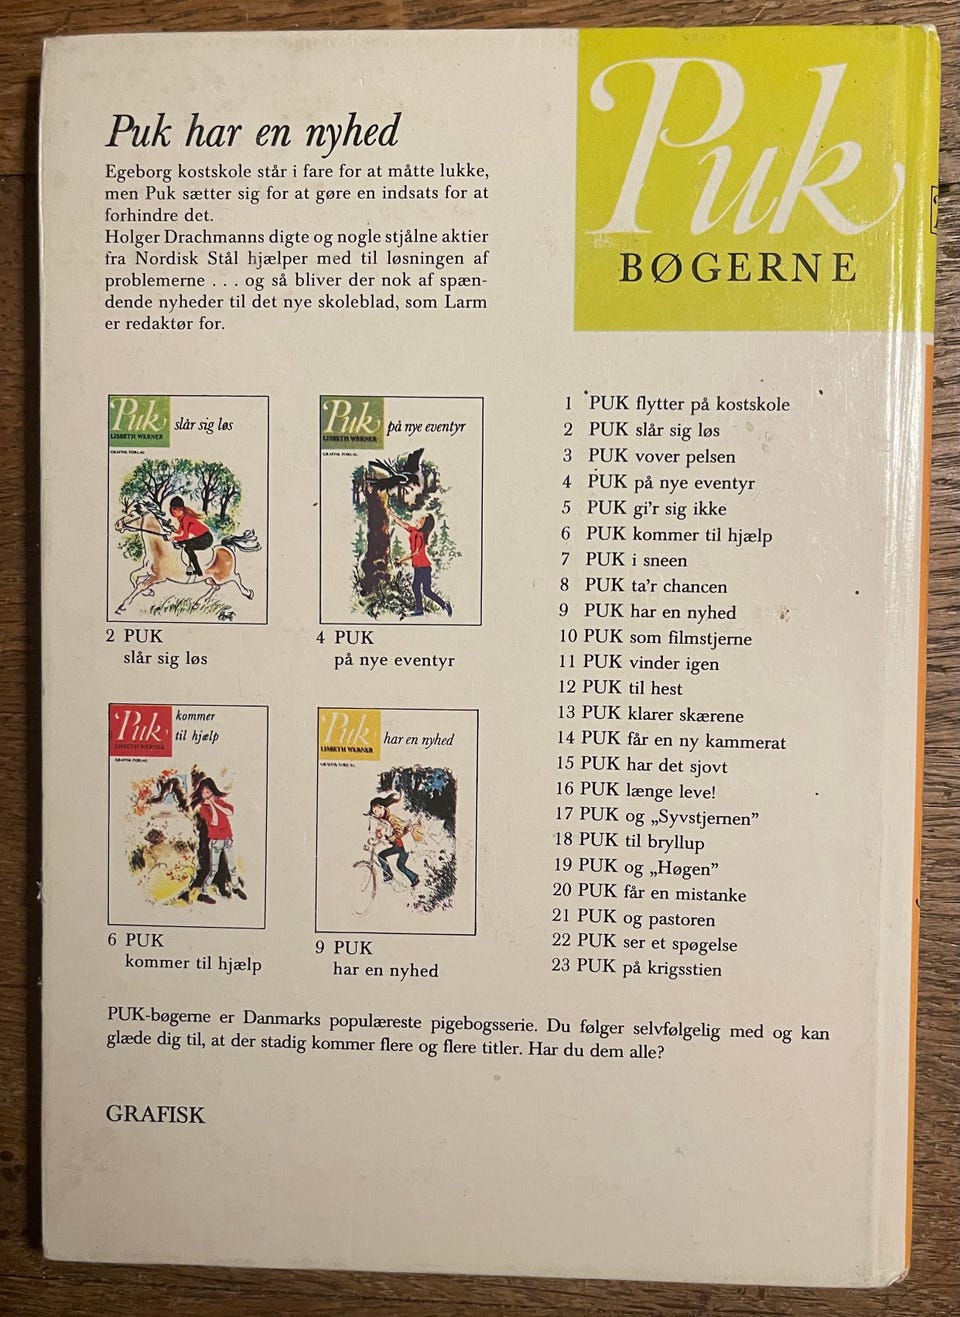 Puk
BØGERNE
Puk har en nyhed
Egeborg kostskole står i fare for at måtte lukke,
men Puk sætter sig for at gøre en indsats for at
forhindre det.
Holger Drachmanns digte og nogle stjålne aktier
fra Nordisk Stål hjælper med til løsningen af
problemerne . . . og så bliver der nok af spæn-
dende nyheder til det nye skoleblad, som Larm
er redaktør for.
Puk slår sig løs
LISBETH WERNER
GRAFISK FORLAG
2 PUK
slår sig løs
Puk på nye eventyr
LISBETH WERNER
GRAFISK FORLAG
4 PUK
på nye eventyr
Puk kommer
til hjælp
LISBETH WERNER
GRAFISK FORLAG
6 PUK
kommer til hjælp
Puk har en nyhed
LISBETH WERNER
GRAFISK FORLAG
9 PUK
har en nyhed
1 PUK flytter på kostskole
2 PUK slår sig løs
3 PUK vover pelsen
4 PUK på nye eventyr
5 PUK gi'r sig ikke
6 PUK kommer til hjælp
7 PUK i sneen
8 PUK ta'r chancen
9 PUK har en nyhed
10 PUK som filmstjerne
11 PUK vinder igen
12 PUK til hest
13 PUK klarer skærene
14 PUK får en ny kammerat
15 PUK har det sjovt
16 PUK længe leve!
17 PUK og „Syvstjernen”
18 PUK til bryllup
19 PUK og „Høgen”
20 PUK får en mistanke
21 PUK og pastoren
22 PUK ser et spøgelse
23 PUK på krigsstien
PUK-bøgerne er Danmarks populæreste pigebogsserie. Du følger selvfølgelig med og kan
glæde dig til, at der stadig kommer flere og flere titler. Har du dem alle?
GRAFISK